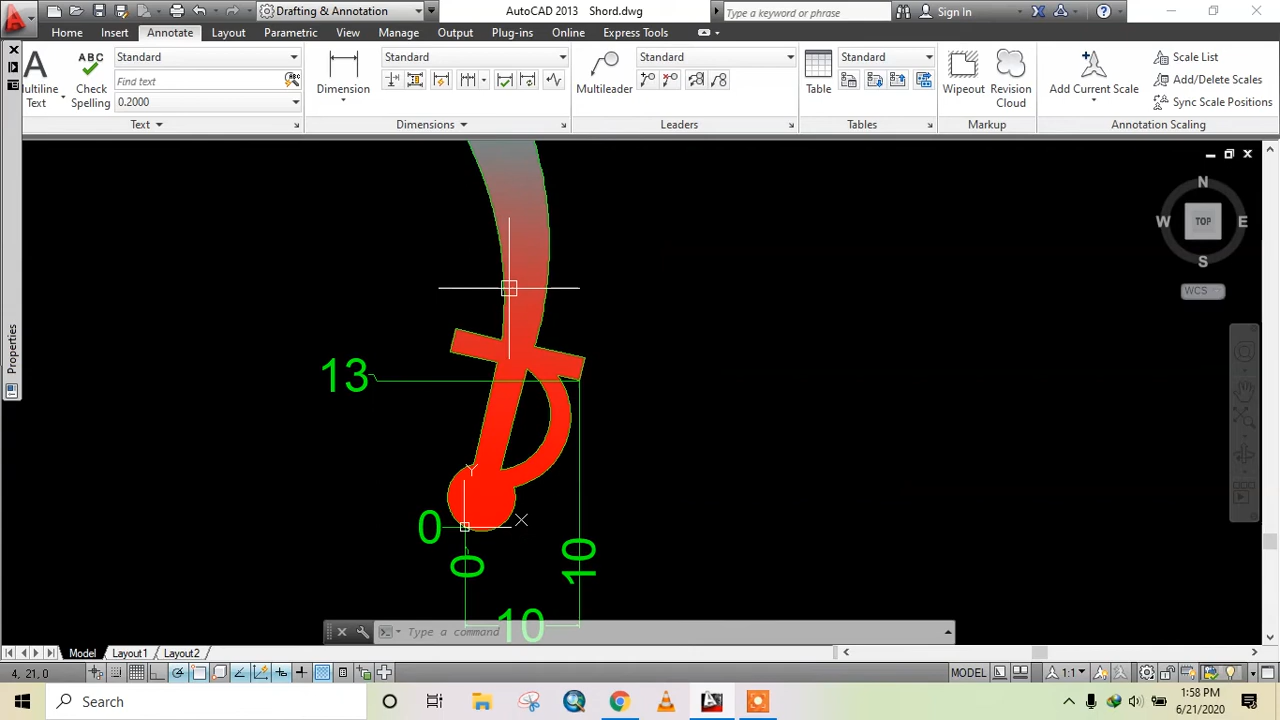 Drafting & Annotation
AutoCAD 2013 Shord.dwg
Type a keyword or phrase
Sign In
Home Insert Annotate Layout Parametric View Manage Output Plug-ins Online Express Tools
A
ultiline
Text
ABC
Check
Spelling
Standard
Find text
0.2000
Text
Dimension
Standard
Dimensions
Multileader
Standard
Leaders
Table
Standard
Tables
Wipeout
Revision
Cloud
Markup
Add Current Scale
Scale List
Add/Delete Scales
Sync Scale Positions
Annotation Scaling
Properties
N
W TOP E
S
WCS
13
Y
X
0
0
10
10
Type a command
Model Layout1 Layout2
4, 21.0
MODEL
1:1
Search
1:58 PM
6/21/2020